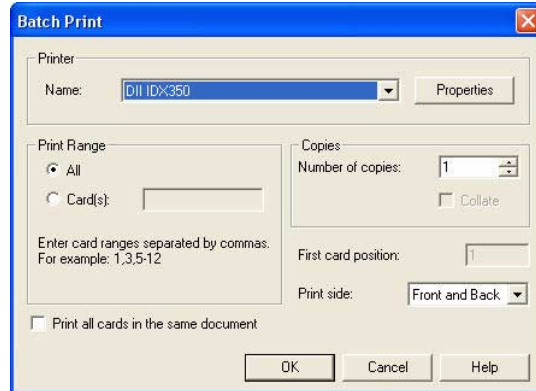 Batch Print
Printer
Name: DII IDX350 Properties
Print Range
All
Card(s):
Enter card ranges separated by commas.
For example: 1,3,5-12
Copies
Number of copies: 1
Collate
First card position: 1
Print side: Front and Back
Print all cards in the same document
OK Cancel Help